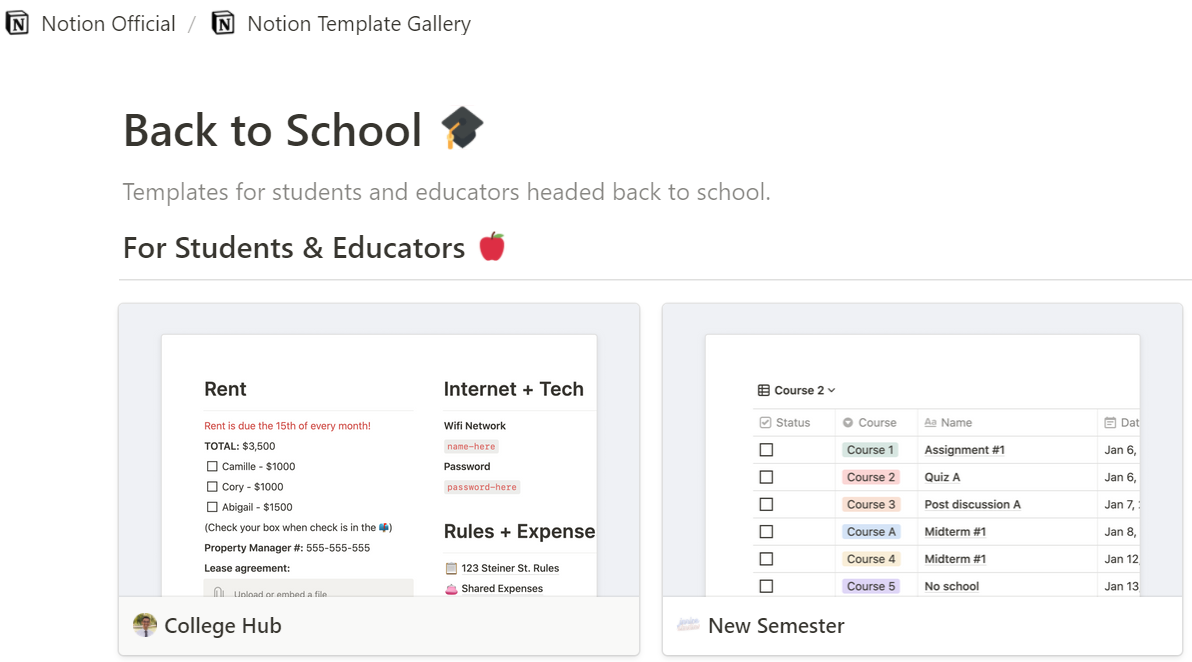 Notion Official / Notion Template Gallery
Back to School
Templates for students and educators headed back to school.
For Students & Educators
Rent
Rent is due the 15th of every month!
TOTAL: $3,500
Camille - $1000
Cory - $1000
Abigail - $1500
(Check your box when check is in the 📬)
Property Manager #: 555-555-555
Lease agreement:
Upload or embed a file
Internet + Tech
Wifi Network
name-here
Password
password-here
Rules + Expense
123 Steiner St. Rules
Shared Expenses
College Hub
Course 2
Status Course Aa Name Dat
Course 1 Assignment #1 Jan 6,
Course 2 Quiz A Jan 6,
Course 3 Post discussion A Jan 7,
Course A Midterm #1 Jan 8,
Course 4 Midterm #1 Jan 12,
Course 5 No school Jan 13
New Semester